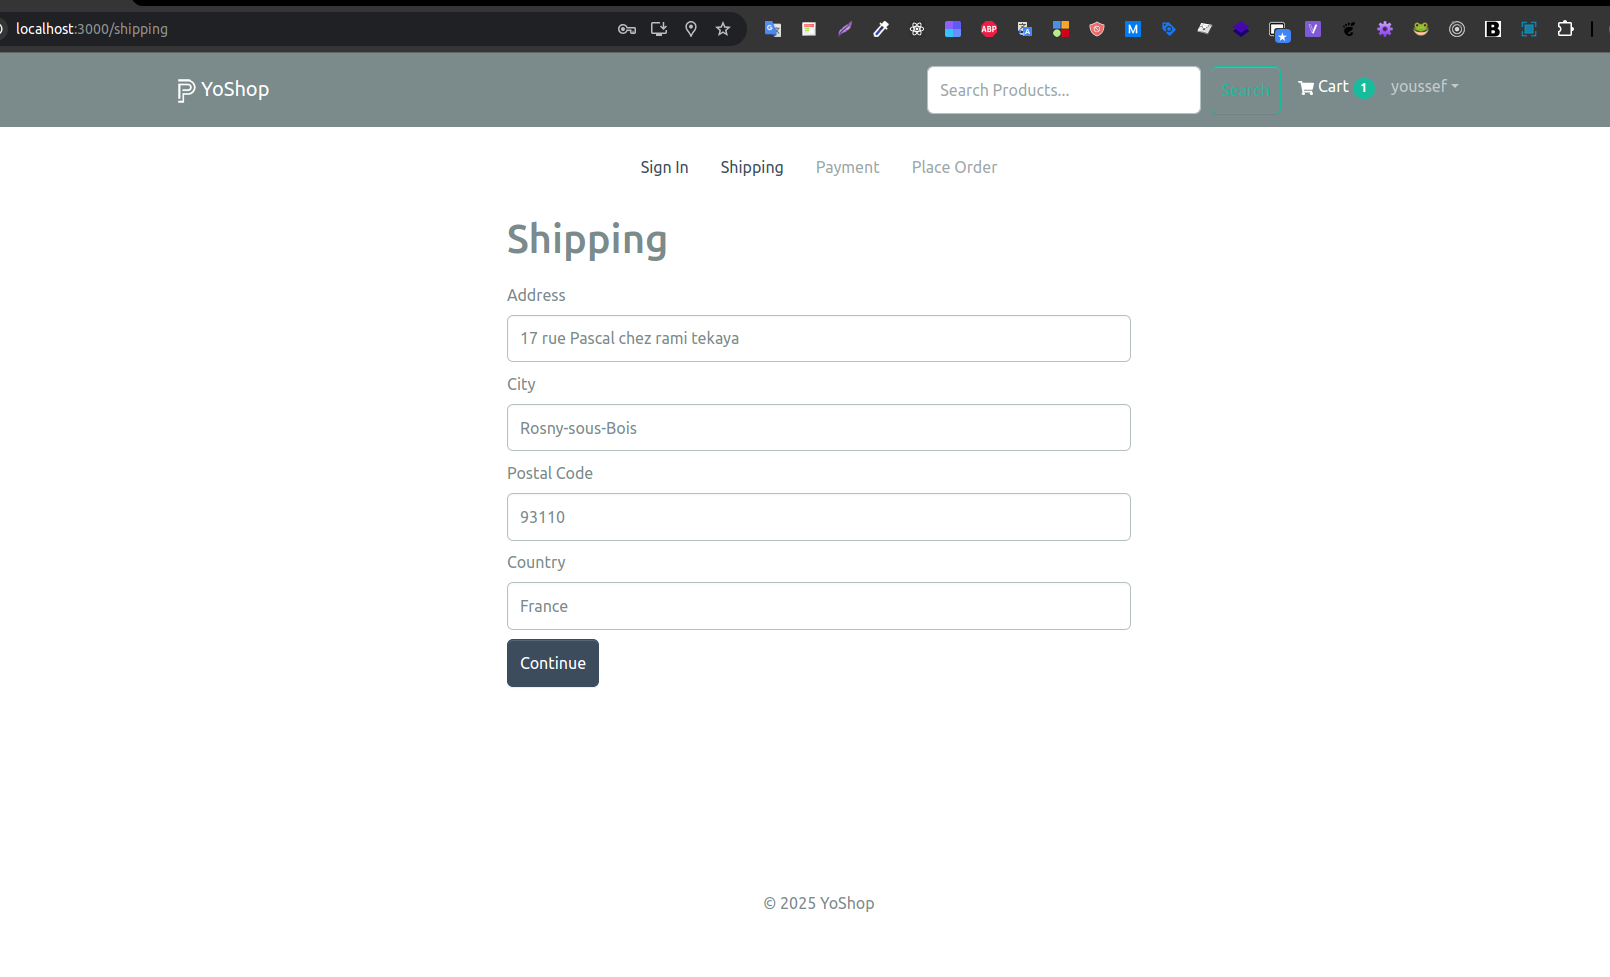 localhost:3000/shipping
YoShop
Search Products...
Search
Cart 1
youssef
Sign In Shipping Payment Place Order
Shipping
Address
17 rue Pascal chez rami tekaya
City
Rosny-sous-Bois
Postal Code
93110
Country
France
Continue
© 2025 YoShop